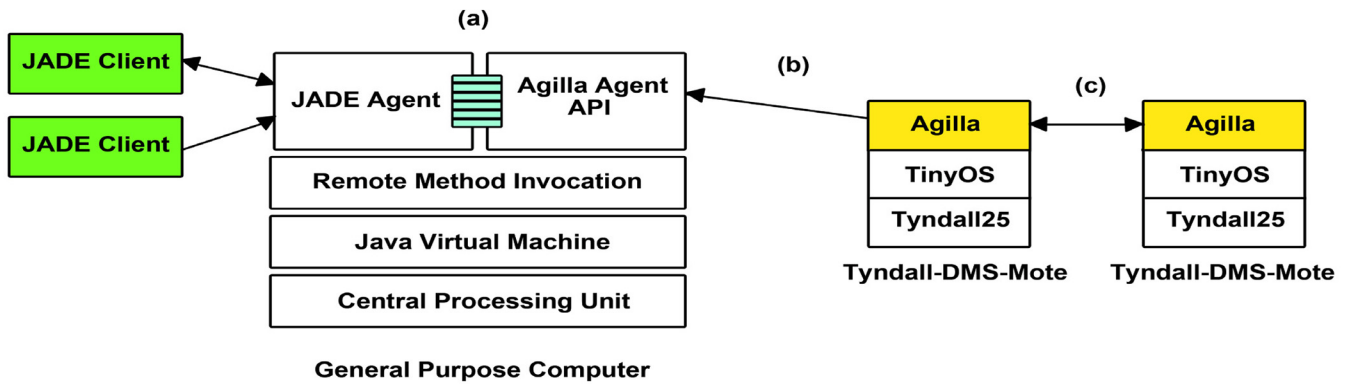 (a)
JADE Client
JADE Client
JADE Agent
Agilla Agent
API
Remote Method Invocation
Java Virtual Machine
Central Processing Unit
General Purpose Computer
(b)
(c)
Agilla
TinyOS
Tyndall25
Tyndall-DMS-Mote
Agilla
TinyOS
Tyndall25
Tyndall-DMS-Mote